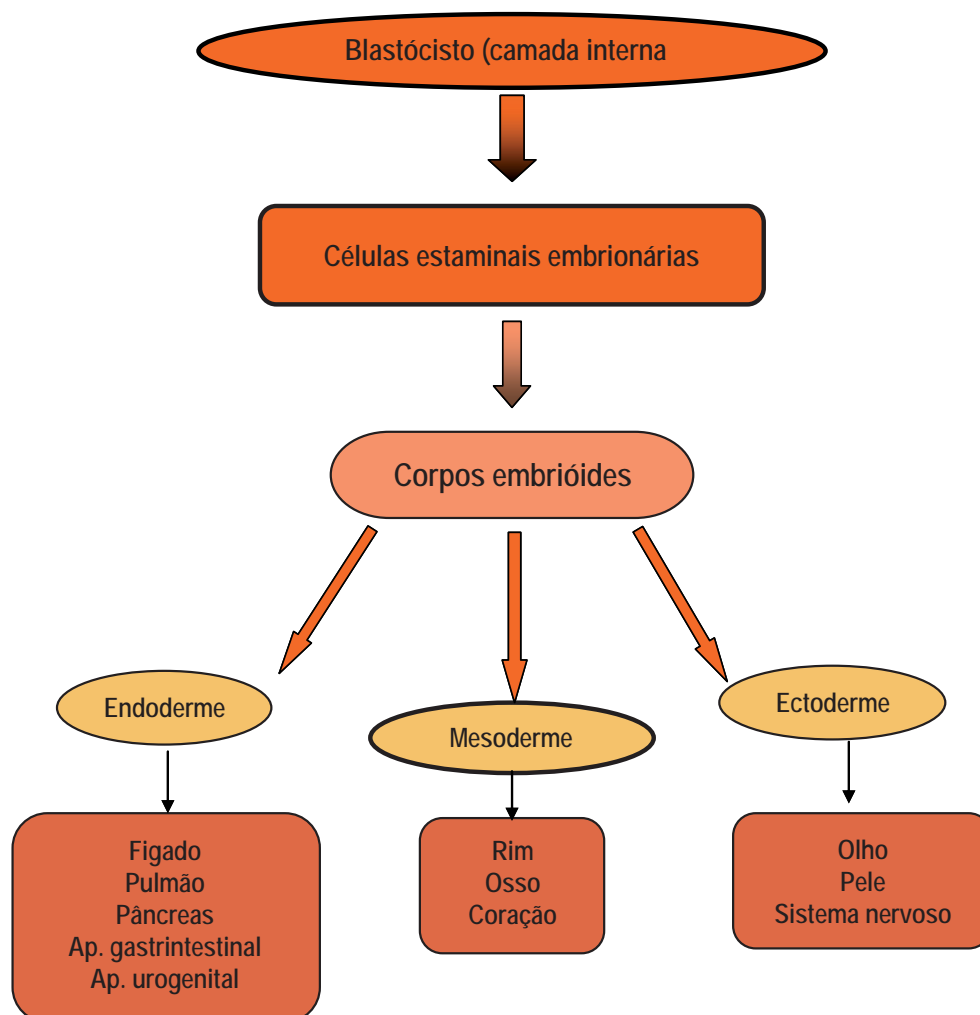 Blastócisto (camada interna
Células estaminais embrionárias
Corpos embrióides
Endoderme
Mesoderme
Ectoderme
Figado
Pulmão
Pâncreas
Ap. gastrintestinal
Ap. urogenital
Rim
Osso
Coração
Olho
Pele
Sistema nervoso